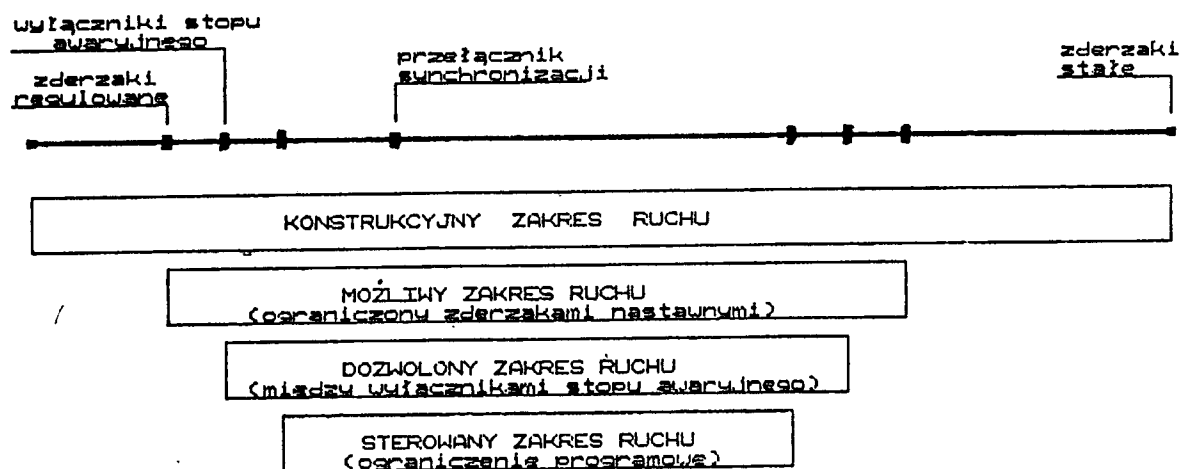 wyłączniki stopu
awaryjnego
zderzaki
regulowane
przełącznik
synchronizacji
zderzaki
stałe
KONSTRUKCYJNY ZAKRES RUCHU
MOŻLIWY ZAKRES RUCHU
(ograniczony zderzakami nastawnymi)
DOZWOLONY ZAKRES RUCHU
(między wyłącznikami stopu awaryjnego)
STEROWANY ZAKRES RUCHU
(ograniczenie programowe)